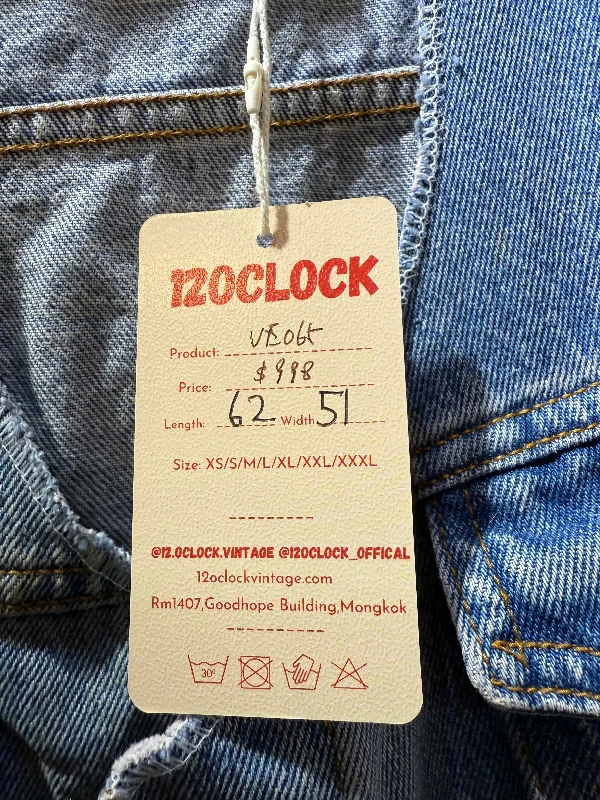 12OCLOCK
Product: VE065
Price: $998
Length: 62 Width 51
Size: XS/S/M/L/XL/XXL/XXXL
@12.OCLOCK.VINTAGE @12OCLOCK_OFFICAL
12oclockvintage.com
Rm1407,Goodhope Building,Mongkok
30°